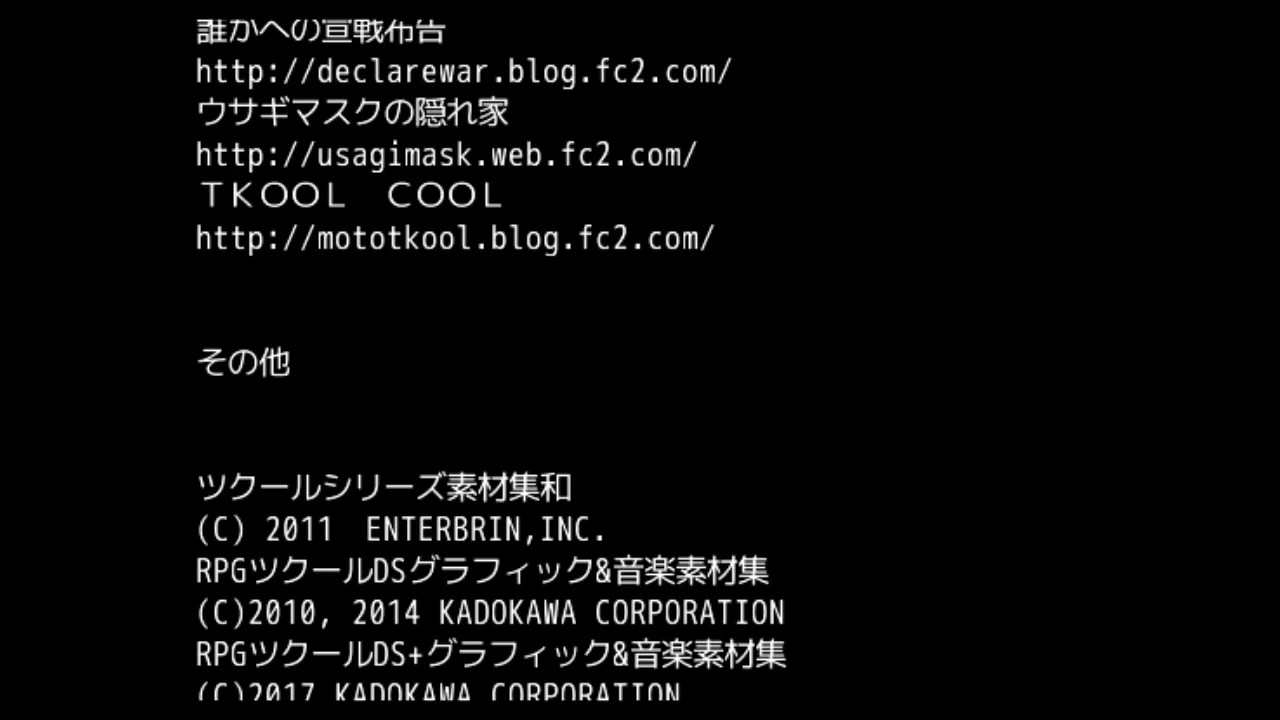 誰かへの宣戦布告
http://declarewar.blog.fc2.com/
ウサギマスクの隠れ家
http://usagimask.web.fc2.com/
ＴＫＯＯＬ　ＣＯＯＬ
http://mototkool.blog.fc2.com/
その他
ツクールシリーズ素材集和
(C) 2011　ENTERBRIN,INC.
RPGツクールDSグラフィック&音楽素材集
(C)2010, 2014 KADOKAWA CORPORATION
RPGツクールDS+グラフィック&音楽素材集
(C)2017 KADOKAWA CORPORATION